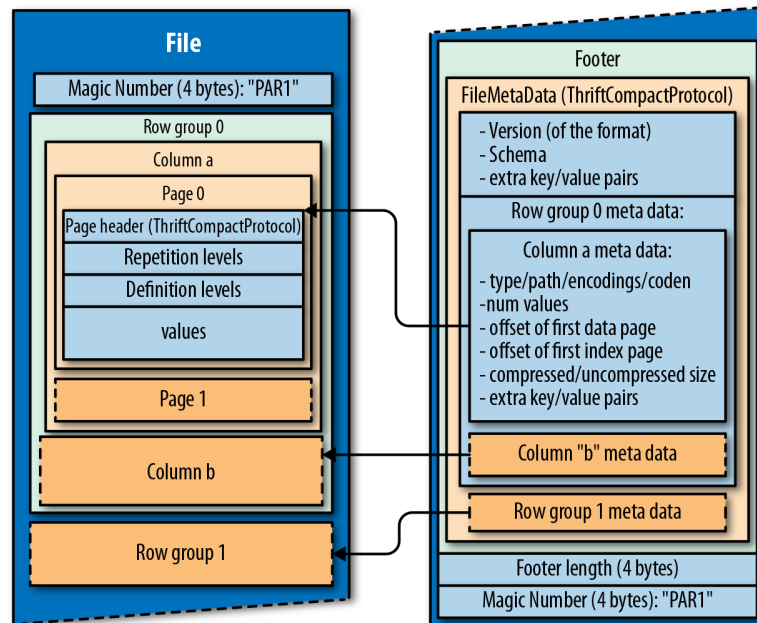 File
Magic Number (4 bytes): "PAR1"
Row group 0
Column a
Page 0
Page header (ThriftCompactProtocol)
Repetition levels
Definition levels
values
Page 1
Column b
Row group 1
Footer
FileMetaData (ThriftCompactProtocol)
- Version (of the format)
- Schema
- extra key/value pairs
Row group 0 meta data:
Column a meta data:
- type/path/encodings/coden
-num values
- offset of first data page
- offset of first index page
- compressed/uncompressed size
- extra key/value pairs
Column "b" meta data
Row group 1 meta data
Footer length (4 bytes)
Magic Number (4 bytes): "PAR1"